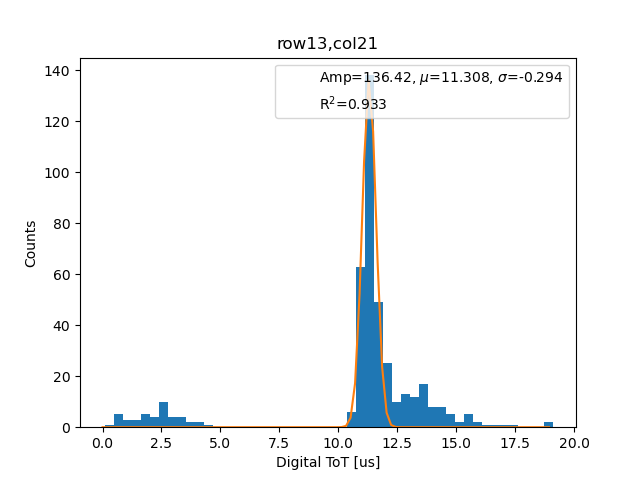 row13,col21
Amp=136.42, μ=11.308, σ=-0.294
R²=0.933
140
120
100
80
60
40
20
0
Counts
0.0 2.5 5.0 7.5 10.0 12.5 15.0 17.5 20.0
Digital ToT [us]